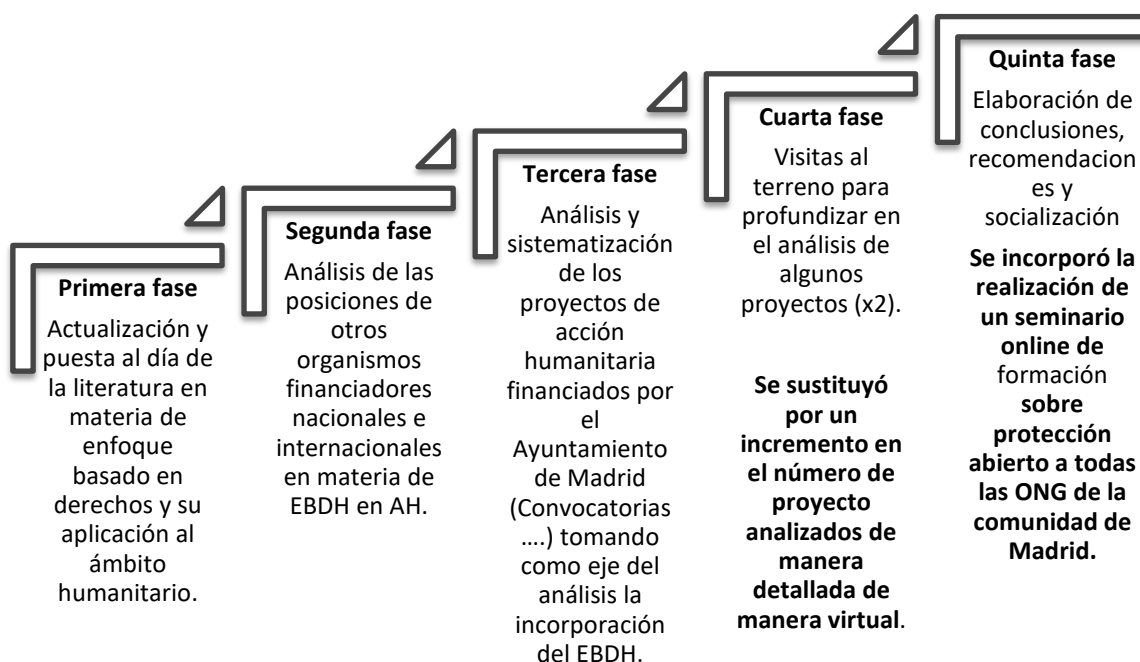 Primera fase
Actualización y
puesta al día de
la literatura en
materia de
enfoque
basado en
derechos y su
aplicación al
ámbito
humanitario.
Segunda fase
Análisis de las
posiciones de
otros
organismos
financiadores
nacionales e
internacionales
en materia de
EBDH en AH.
Tercera fase
Análisis y
sistematización
de los
proyectos de
acción
humanitaria
financiados por
el
Ayuntamiento
de Madrid
(Convocatorias
....) tomando
como eje del
análisis la
incorporación
del EBDH.
Cuarta fase
Visitas al
terreno para
profundizar en
el análisis de
algunos
proyectos (x2).
Se sustituyó
por un
incremento en
el número de
proyecto
analizados de
manera
detallada de
manera virtual.
Quinta fase
Elaboración de
conclusiones,
recomendacion
es y
socialización
Se incorporó la
realización de
un seminario
online de
formación
sobre
protección
abierto a todas
las ONG de la
comunidad de
Madrid.